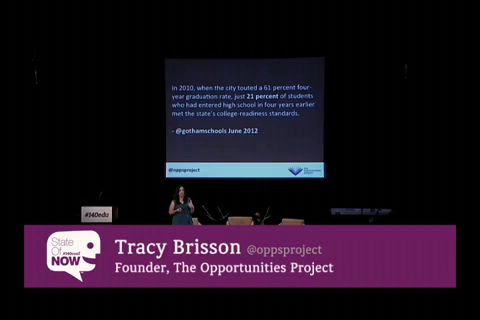 In 2010, when the city touted a 61 percent four-
year graduation rate, just 21 percent of students
who had entered high school in four years earlier
met the state's college-readiness standards.
- @gothamschools June 2012
@oppsproject
#140edu
State
Of
#140conf
NOW
Tracy Brisson @oppsproject
Founder, The Opportunities Project